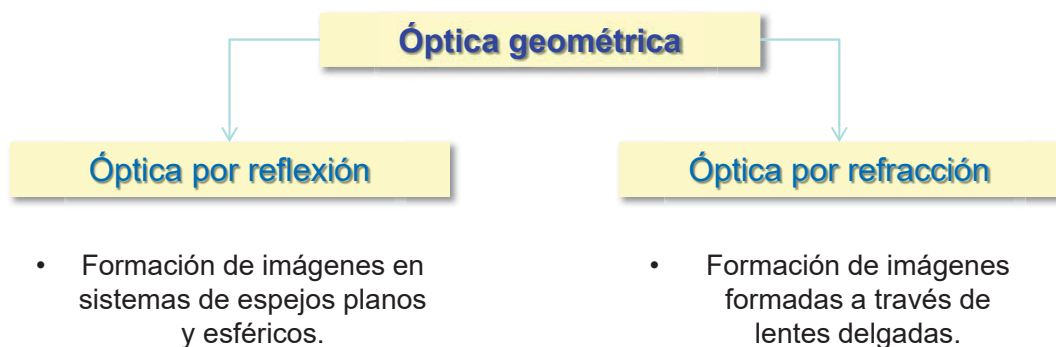 Óptica geométrica
Óptica por reflexión
• Formación de imágenes en
sistemas de espejos planos
y esféricos.
Óptica por refracción
• Formación de imágenes
formadas a través de
lentes delgadas.